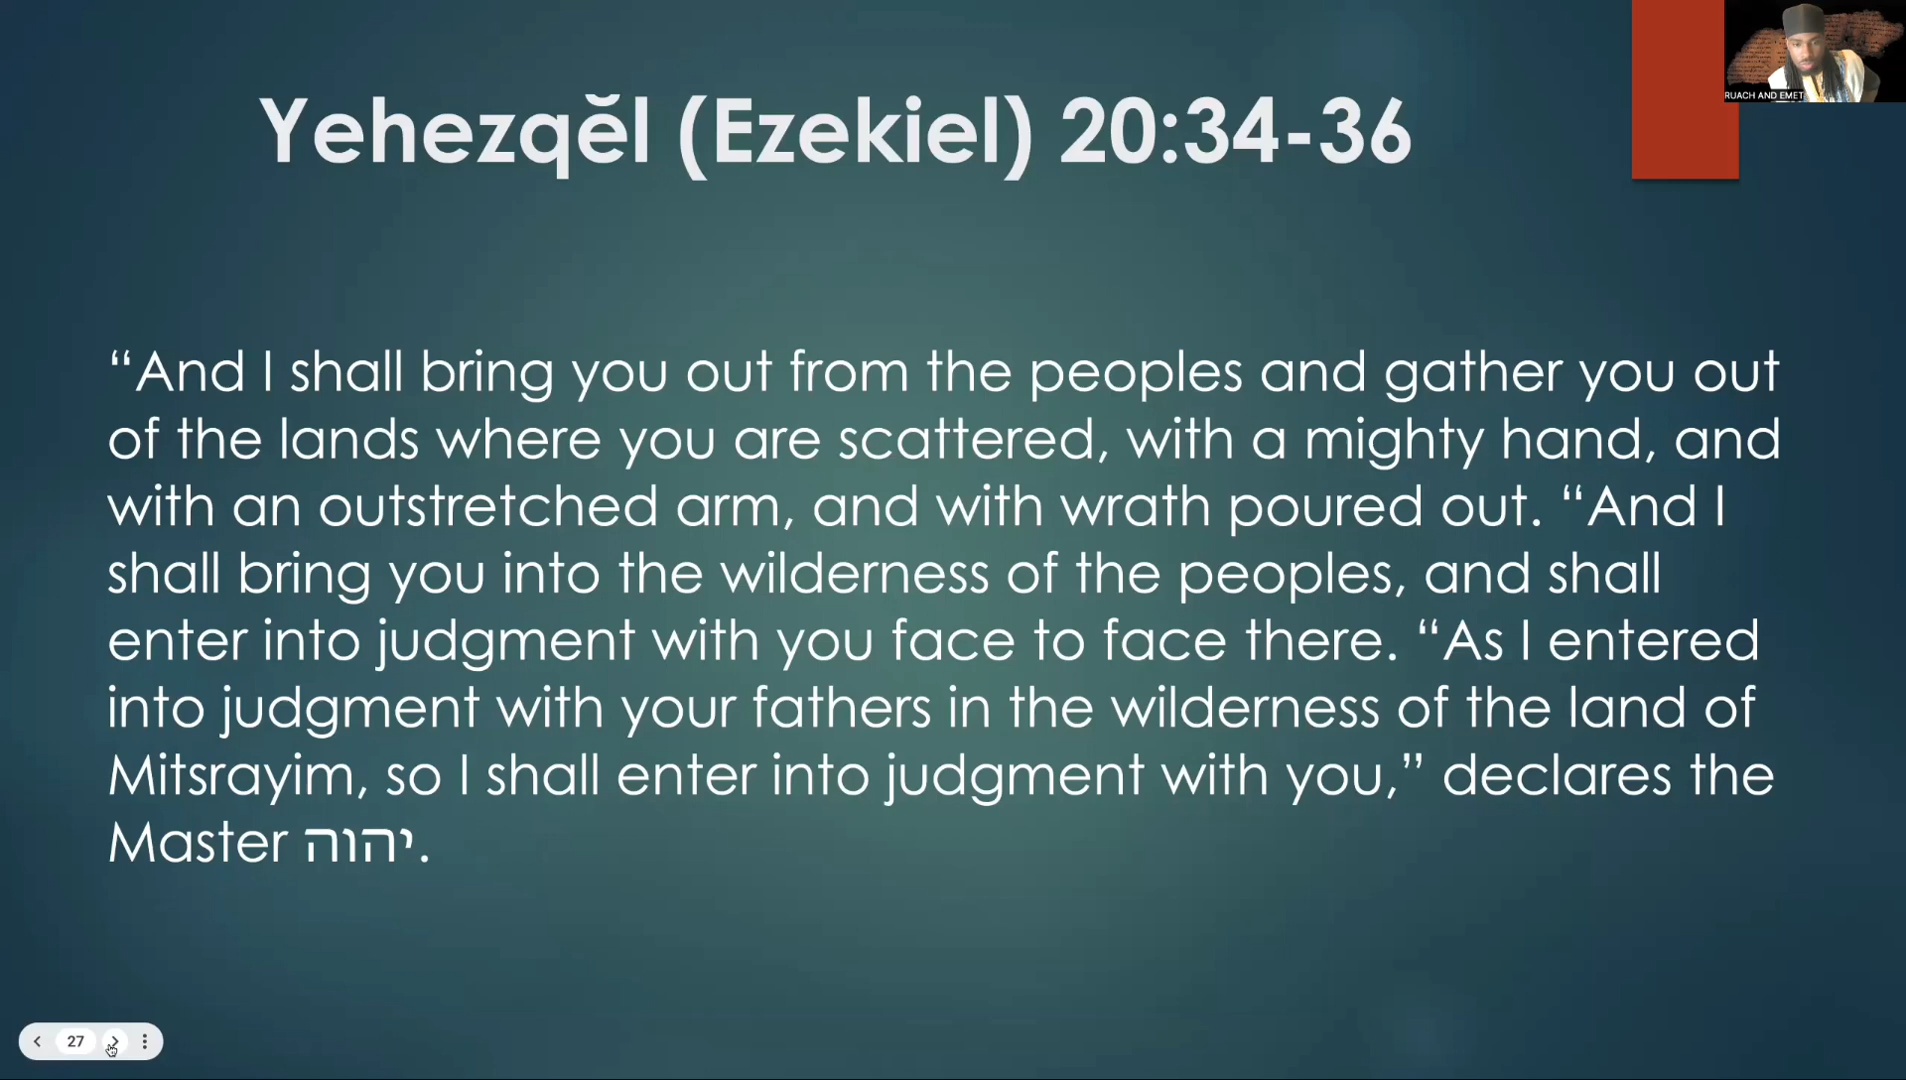 RUACH AND EMET
Yehezqĕl (Ezekiel) 20:34-36
“And I shall bring you out from the peoples and gather you out
of the lands where you are scattered, with a mighty hand, and
with an outstretched arm, and with wrath poured out. “And I
shall bring you into the wilderness of the peoples, and shall
enter into judgment with you face to face there. “As I entered
into judgment with your fathers in the wilderness of the land of
Mitsrayim, so I shall enter into judgment with you,” declares the
Master יהוה.
27